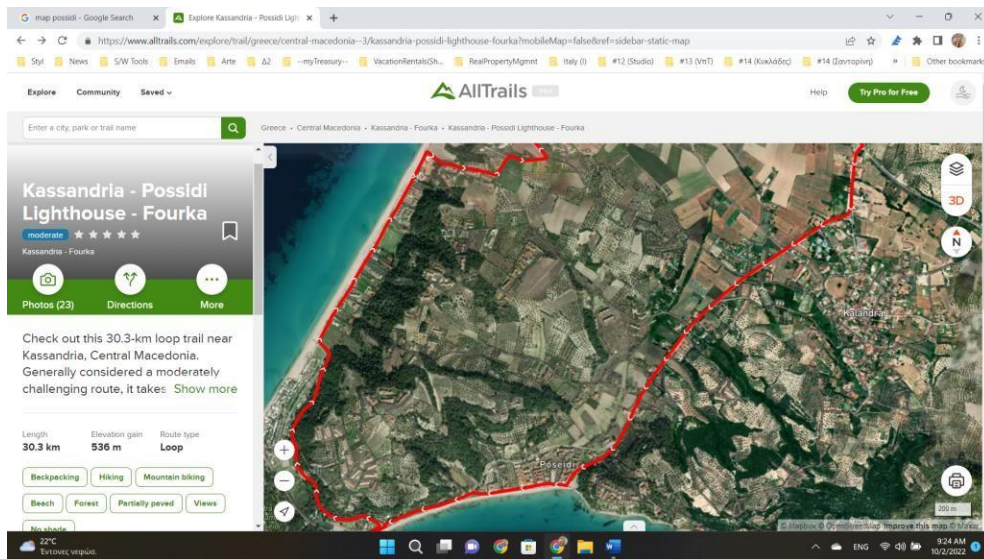 map possidi - Google Search
Explore Kassandria - Possidi Ligh
https://www.alltrails.com/explore/trail/greece/central-macedonia--3/kassandria-possidi-lighthouse-fourka?mobileMap=false&ref=sidebar-static-map
Styl News S/W Tools Emails Arte Δ2 --myTreasury-- VacationRentals(Sh... RealPropertyMgmnt Italy (I) #12 (Studio) #13 (VnT) #14 (Κυκλάδες) #14 (Σαντορίνη) » Other bookmarks
Explore Community Saved
AllTrails
Help Try Pro for Free
Enter a city, park or trail name
Greece • Central Macedonia • Kassandria - Fourka • Kassandria - Possidi Lighthouse - Fourka
Kassandria - Possidi
Lighthouse - Fourka
moderate
Kassandria - Fourka
Photos (23) Directions More
Check out this 30.3-km loop trail near
Kassandria, Central Macedonia.
Generally considered a moderately
challenging route, it takes Show more
Length Elevation gain Route type
30.3 km 536 m Loop
Backpacking Hiking Mountain biking
Beach Forest Partially paved Views
No shade
3D
N
Kalandra
Poseidi
200 m
© Mapbox © OpenStreetMap Improve this map © Maxar
22°C
Έντονες νεφώσ.
ENG
9:24 AM
10/2/2022